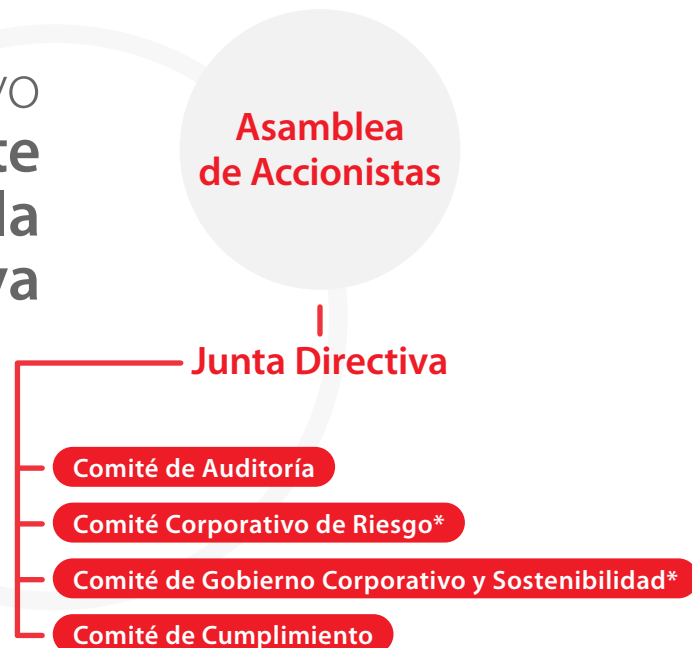 Asamblea
de Accionistas
Junta Directiva
Comité de Auditoría
Comité Corporativo de Riesgo*
Comité de Gobierno Corporativo y Sostenibilidad*
Comité de Cumplimiento